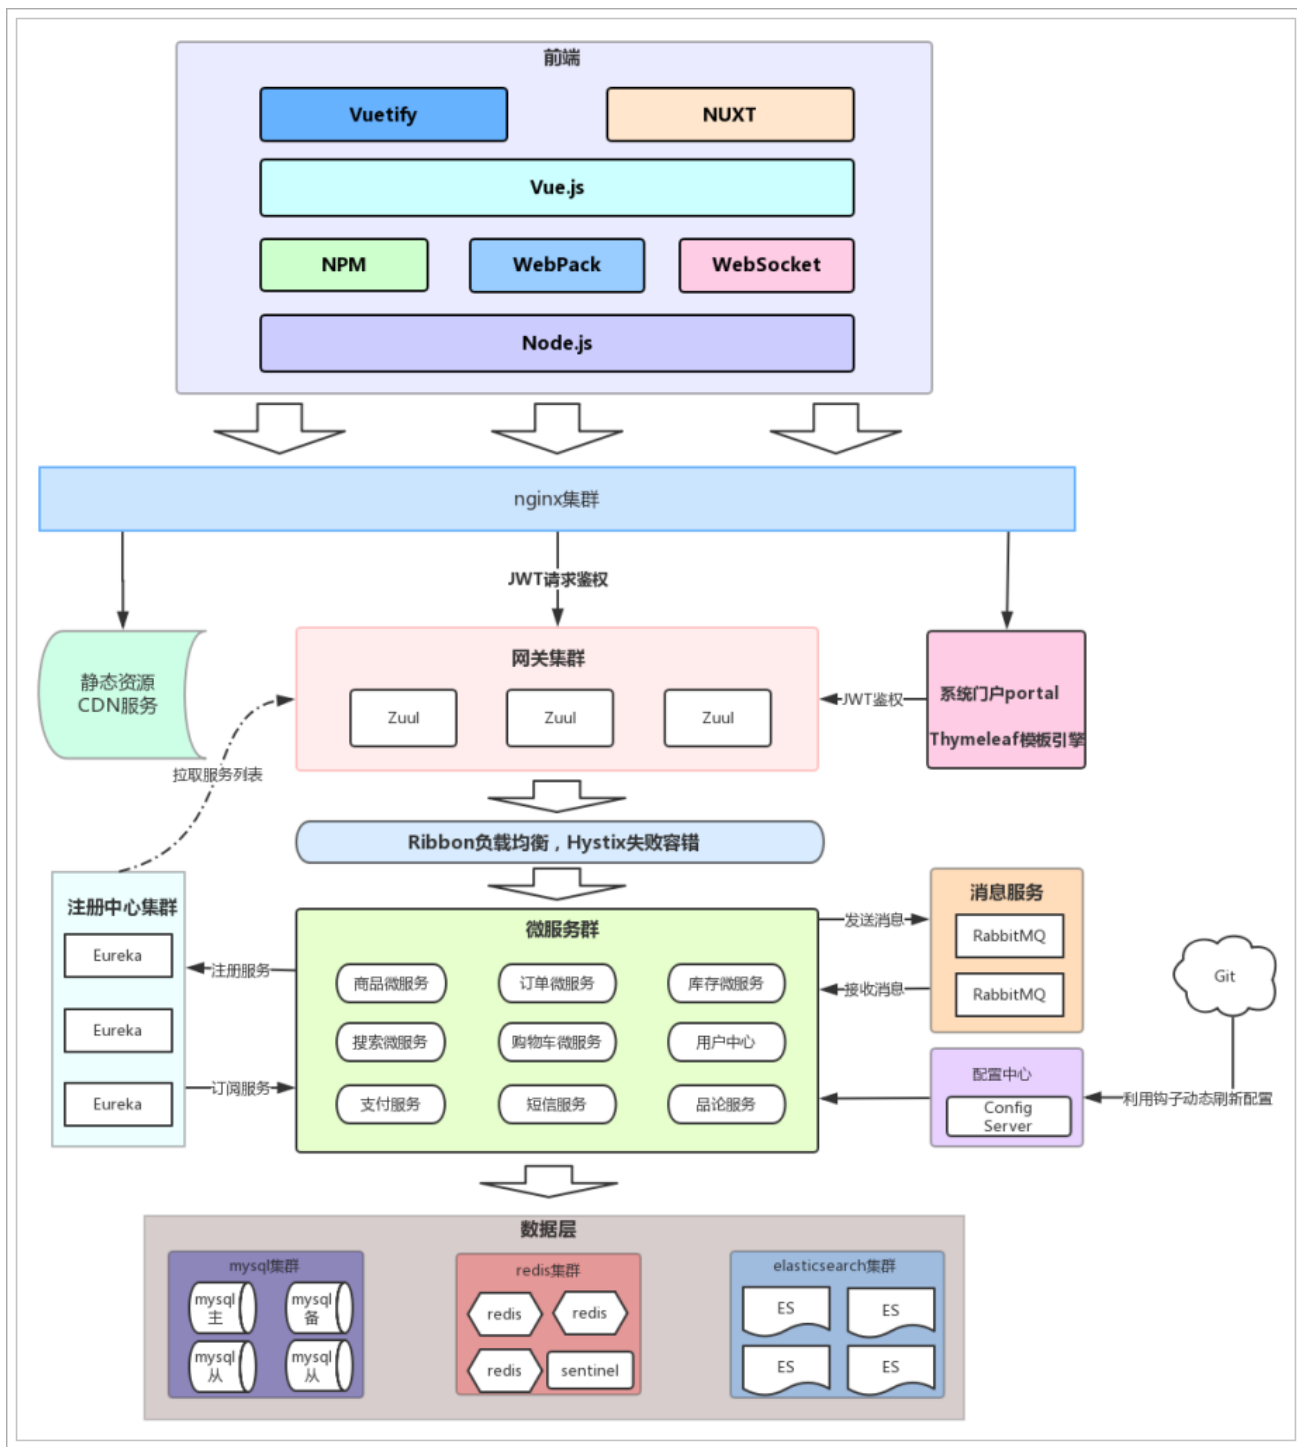 前端
Vuetify
NUXT
Vue.js
NPM
WebPack
WebSocket
Node.js
nginx集群
JWT请求鉴权
静态资源
CDN服务
网关集群
Zuul
Zuul
Zuul
JWT鉴权
系统门户portal
Thymeleaf模板引擎
拉取服务列表
Ribbon负载均衡，Hystix失败容错
注册中心集群
Eureka
Eureka
Eureka
注册服务
订阅服务
微服务群
商品微服务
订单微服务
库存微服务
搜索微服务
购物车微服务
用户中心
支付服务
短信服务
品论服务
发送消息
接收消息
消息服务
RabbitMQ
RabbitMQ
Git
配置中心
Config
Server
利用钩子动态刷新配置
数据层
mysql集群
mysql
主
mysql
备
mysql
从
mysql
从
redis集群
redis
redis
redis
sentinel
elasticsearch集群
ES
ES
ES
ES